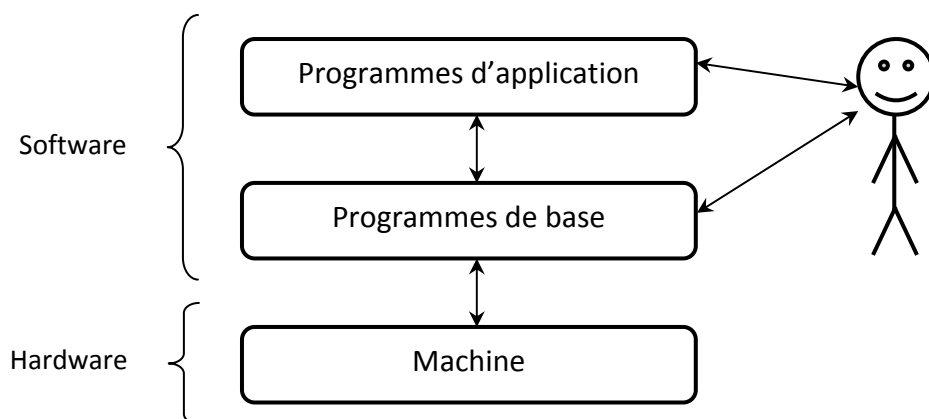 Programmes d’application
Software
Programmes de base
Hardware
Machine